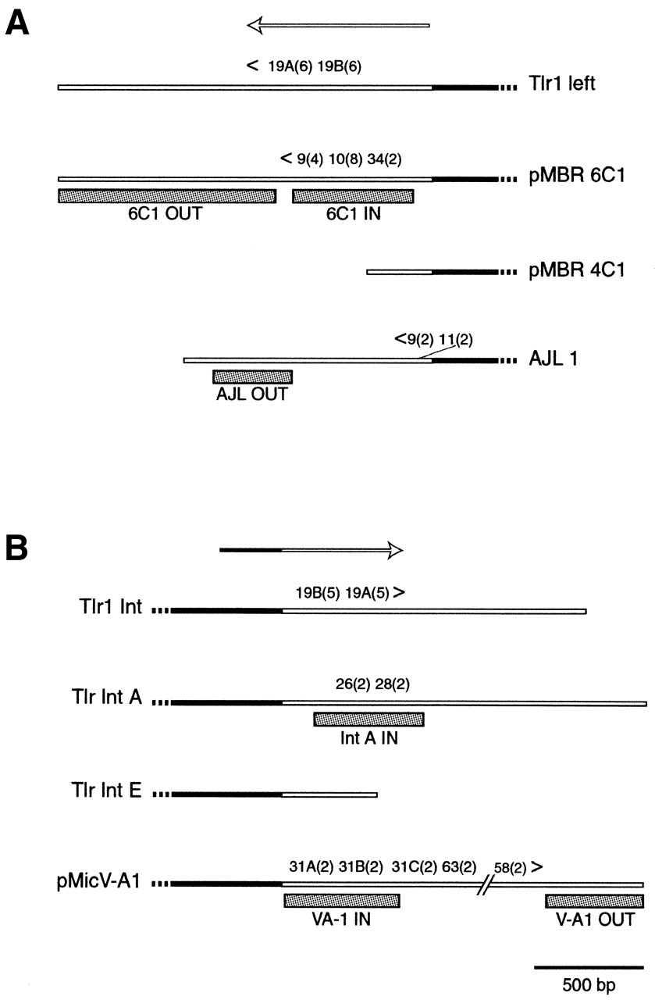 A
< 19A(6) 19B(6)
Tlr1 left
< 9(4) 10(8) 34(2)
pMBR 6C1
6C1 OUT
6C1 IN
pMBR 4C1
<9(2) 11(2)
AJL 1
AJL OUT
B
19B(5) 19A(5) >
Tlr1 Int
26(2) 28(2)
Tlr Int A
Int A IN
Tlr Int E
31A(2) 31B(2) 31C(2) 63(2) 58(2) >
pMicV-A1
VA-1 IN
V-A1 OUT
500 bp